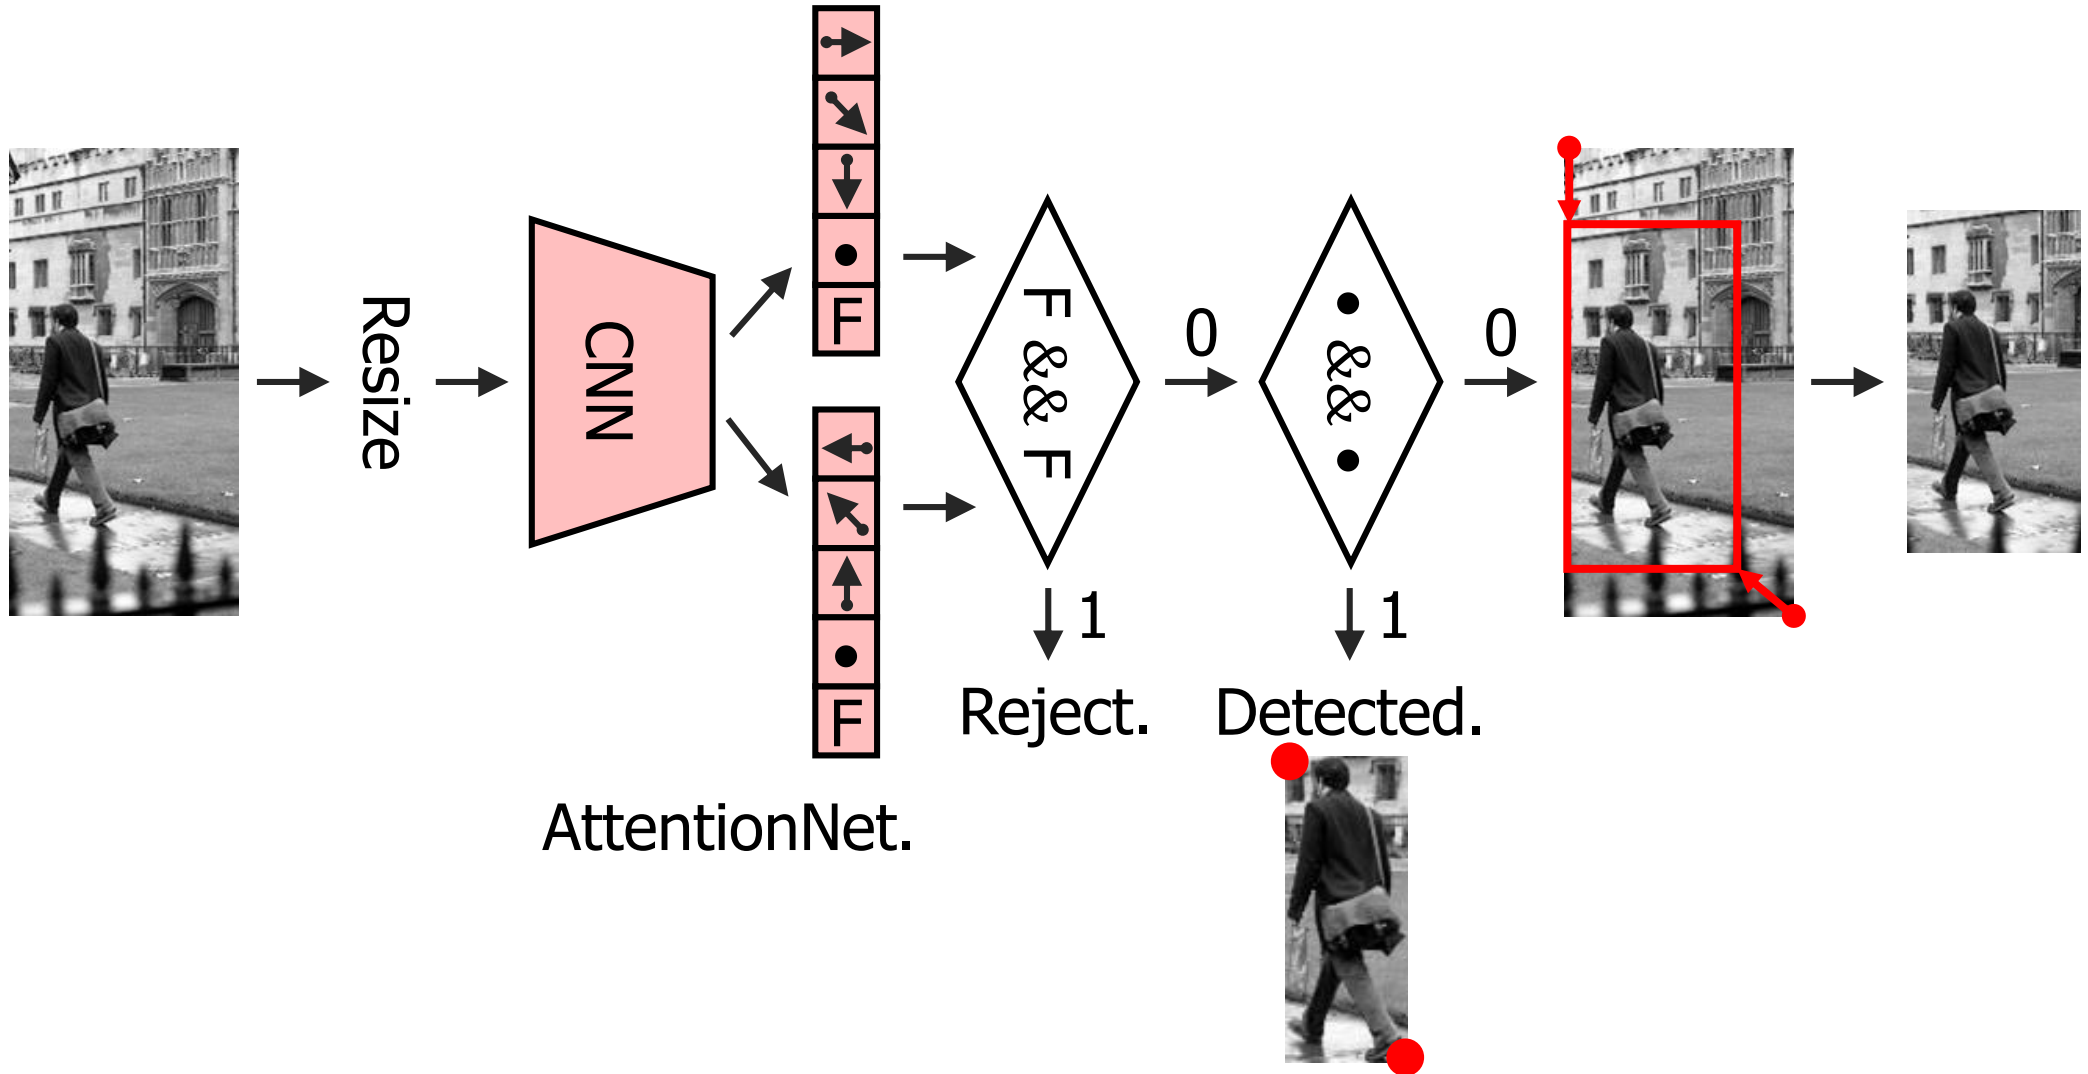 Resize
CNN
F
F
F && F
0
1
Reject.
● && ●
0
1
Detected.
AttentionNet.